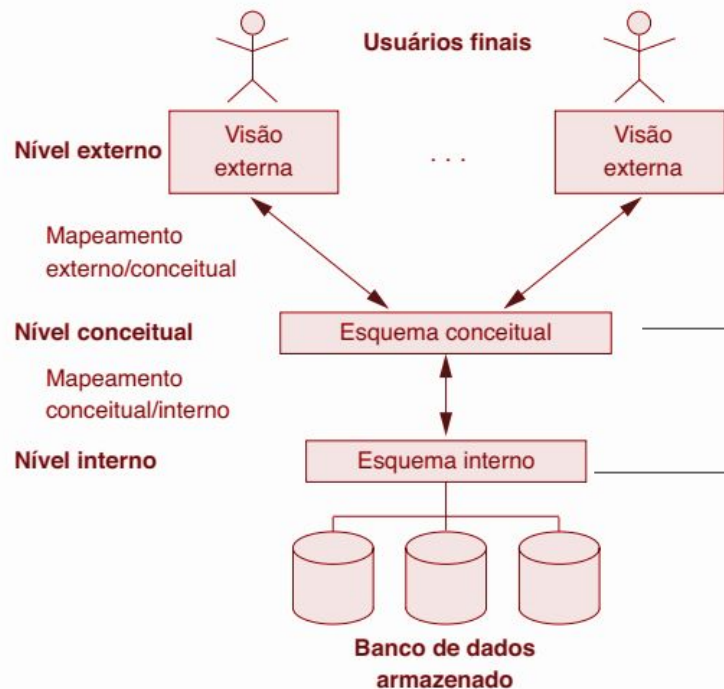 Usuários finais
Nível externo
Visão
externa
. . .
Visão
externa
Mapeamento
externo/conceitual
Nível conceitual
Esquema conceitual
Mapeamento
conceitual/interno
Nível interno
Esquema interno
Banco de dados
armazenado